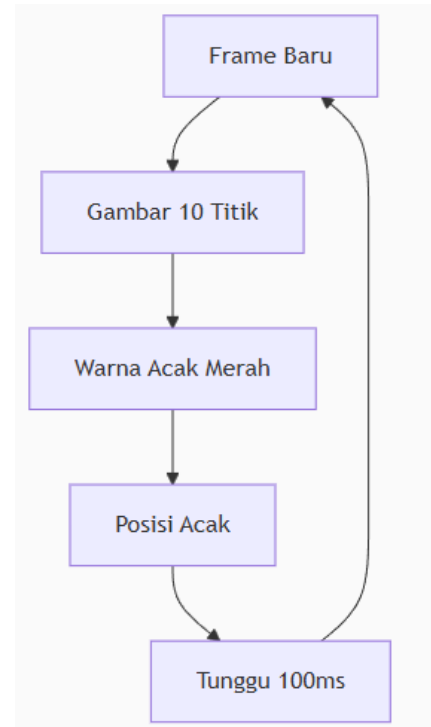 Frame Baru
Gambar 10 Titik
Warna Acak Merah
Posisi Acak
Tunggu 100ms